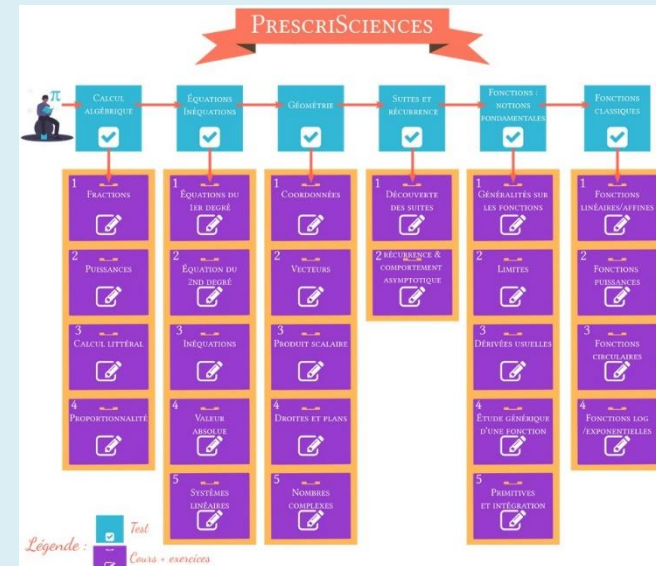 PrescriSciences
π
Calcul
algébrique
Équations
Inéquations
Géométrie
Suites et
récurrence
Fonctions :
notions
fondamentales
Fonctions
classiques
1
Fractions
2
Puissances
3
Calcul littéral
4
Proportionnalité
1
Équations du
1er degré
2
Équation du
2nd degré
3
Inéquations
4
Valeur
absolue
5
Systèmes
linéaires
1
Coordonnées
2
Vecteurs
3
Produit scalaire
4
Droites et plans
5
Nombres
complexes
1
Découverte
des suites
2 récurrence &
comportement
asymptotique
1
Généralités sur
les fonctions
2
Limites
3
Dérivées usuelles
4
Étude générique
d'une fonction
5
Primitives
et intégration
1
Fonctions
linéaires/affines
2
Fonctions
puissances
3
Fonctions
circulaires
4
Fonctions log
/exponentielles
Légende :
Test
Cours + exercices